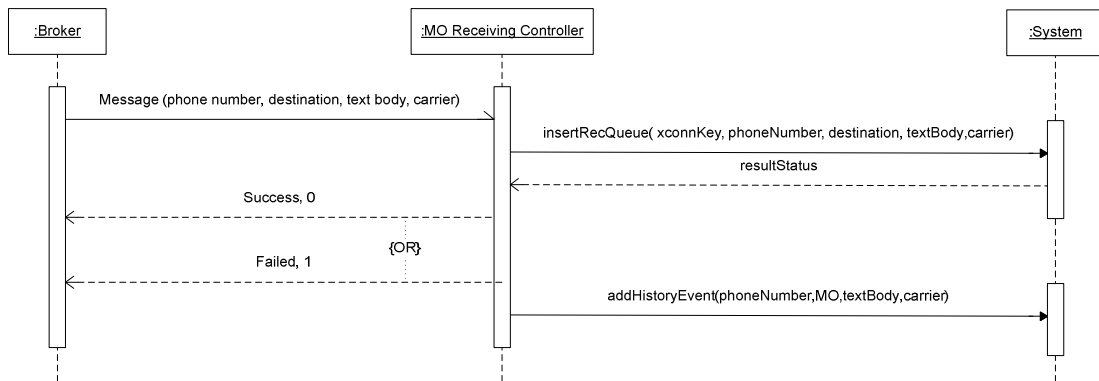 :Broker
:MO Receiving Controller
:System
Message (phone number, destination, text body, carrier)
insertRecQueue( xconnKey, phoneNumber, destination, textBody,carrier)
resultStatus
Success, 0
{OR}
Failed, 1
addHistoryEvent(phoneNumber,MO,textBody,carrier)